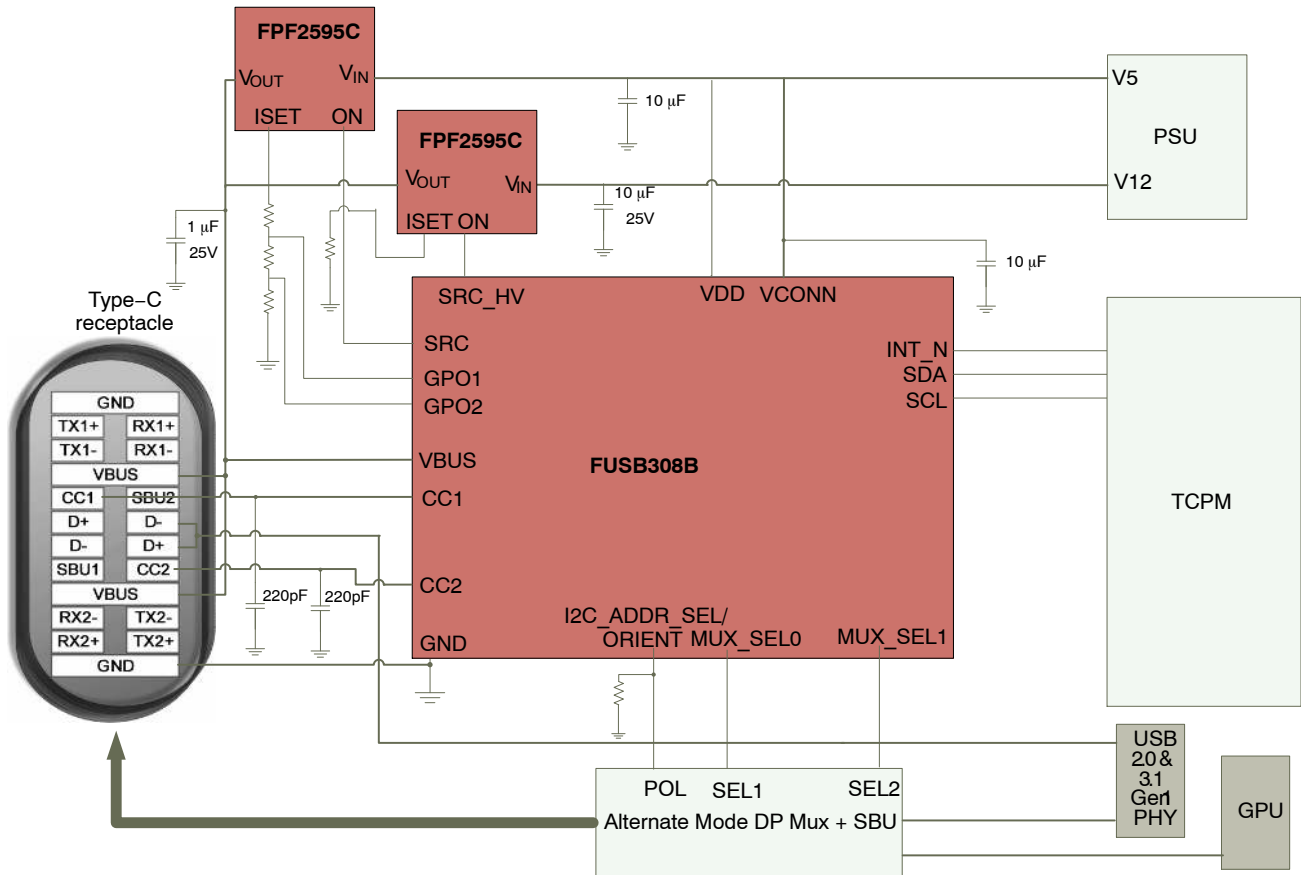 FPF2595C
VOUT
VIN
ISET
ON
10 μF
V5
PSU
V12
FPF2595C
VOUT
VIN
ISET ON
10 μF
25V
1 μF
25V
10 μF
Type–C
receptacle
SRC_HV
VDD
VCONN
SRC
GPO1
GPO2
INT_N
SDA
SCL
VBUS
FUSB308B
CC1
CC2
GND
TCPM
GND
TX1+
RX1+
TX1-
RX1-
VBUS
CC1
SBU2
D+
D-
D-
D+
SBU1
CC2
VBUS
RX2-
TX2-
RX2+
TX2+
GND
220pF
220pF
I2C_ADDR_SEL/
ORIENT
MUX_SEL0
MUX_SEL1
POL
SEL1
SEL2
Alternate Mode DP Mux + SBU
USB
2.0 &
3.1
Gen1
PHY
GPU